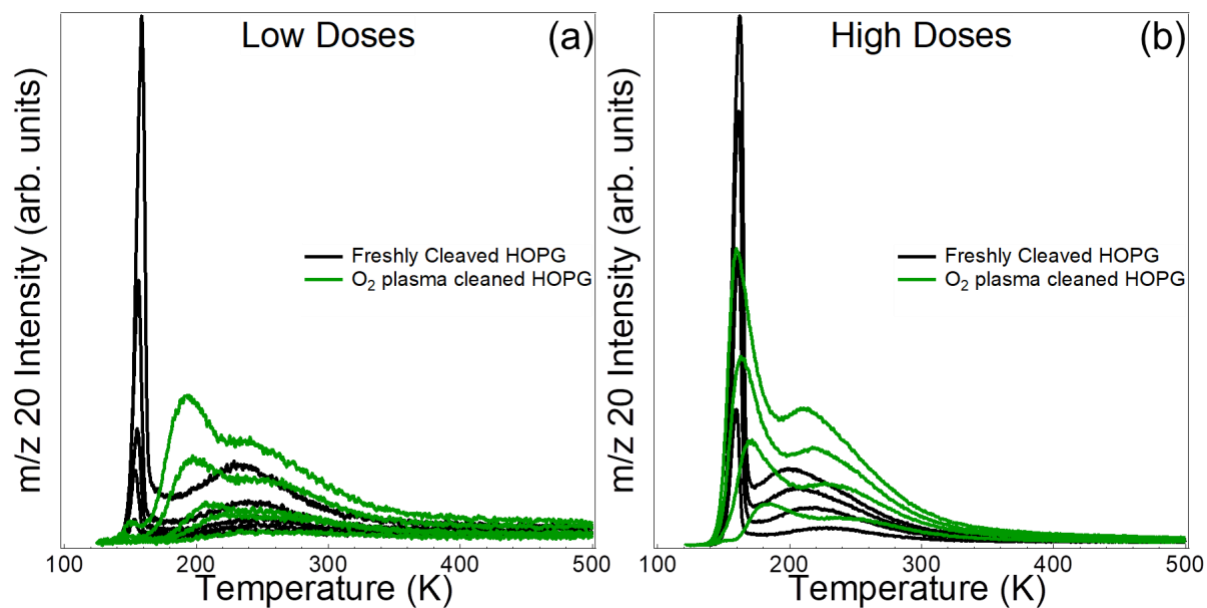 Low Doses
(a)
m/z 20 Intensity (arb. units)
Freshly Cleaved HOPG
O₂ plasma cleaned HOPG
100
200
300
400
500
Temperature (K)
High Doses
(b)
m/z 20 Intensity (arb. units)
Freshly Cleaved HOPG
O₂ plasma cleaned HOPG
100
200
300
400
500
Temperature (K)